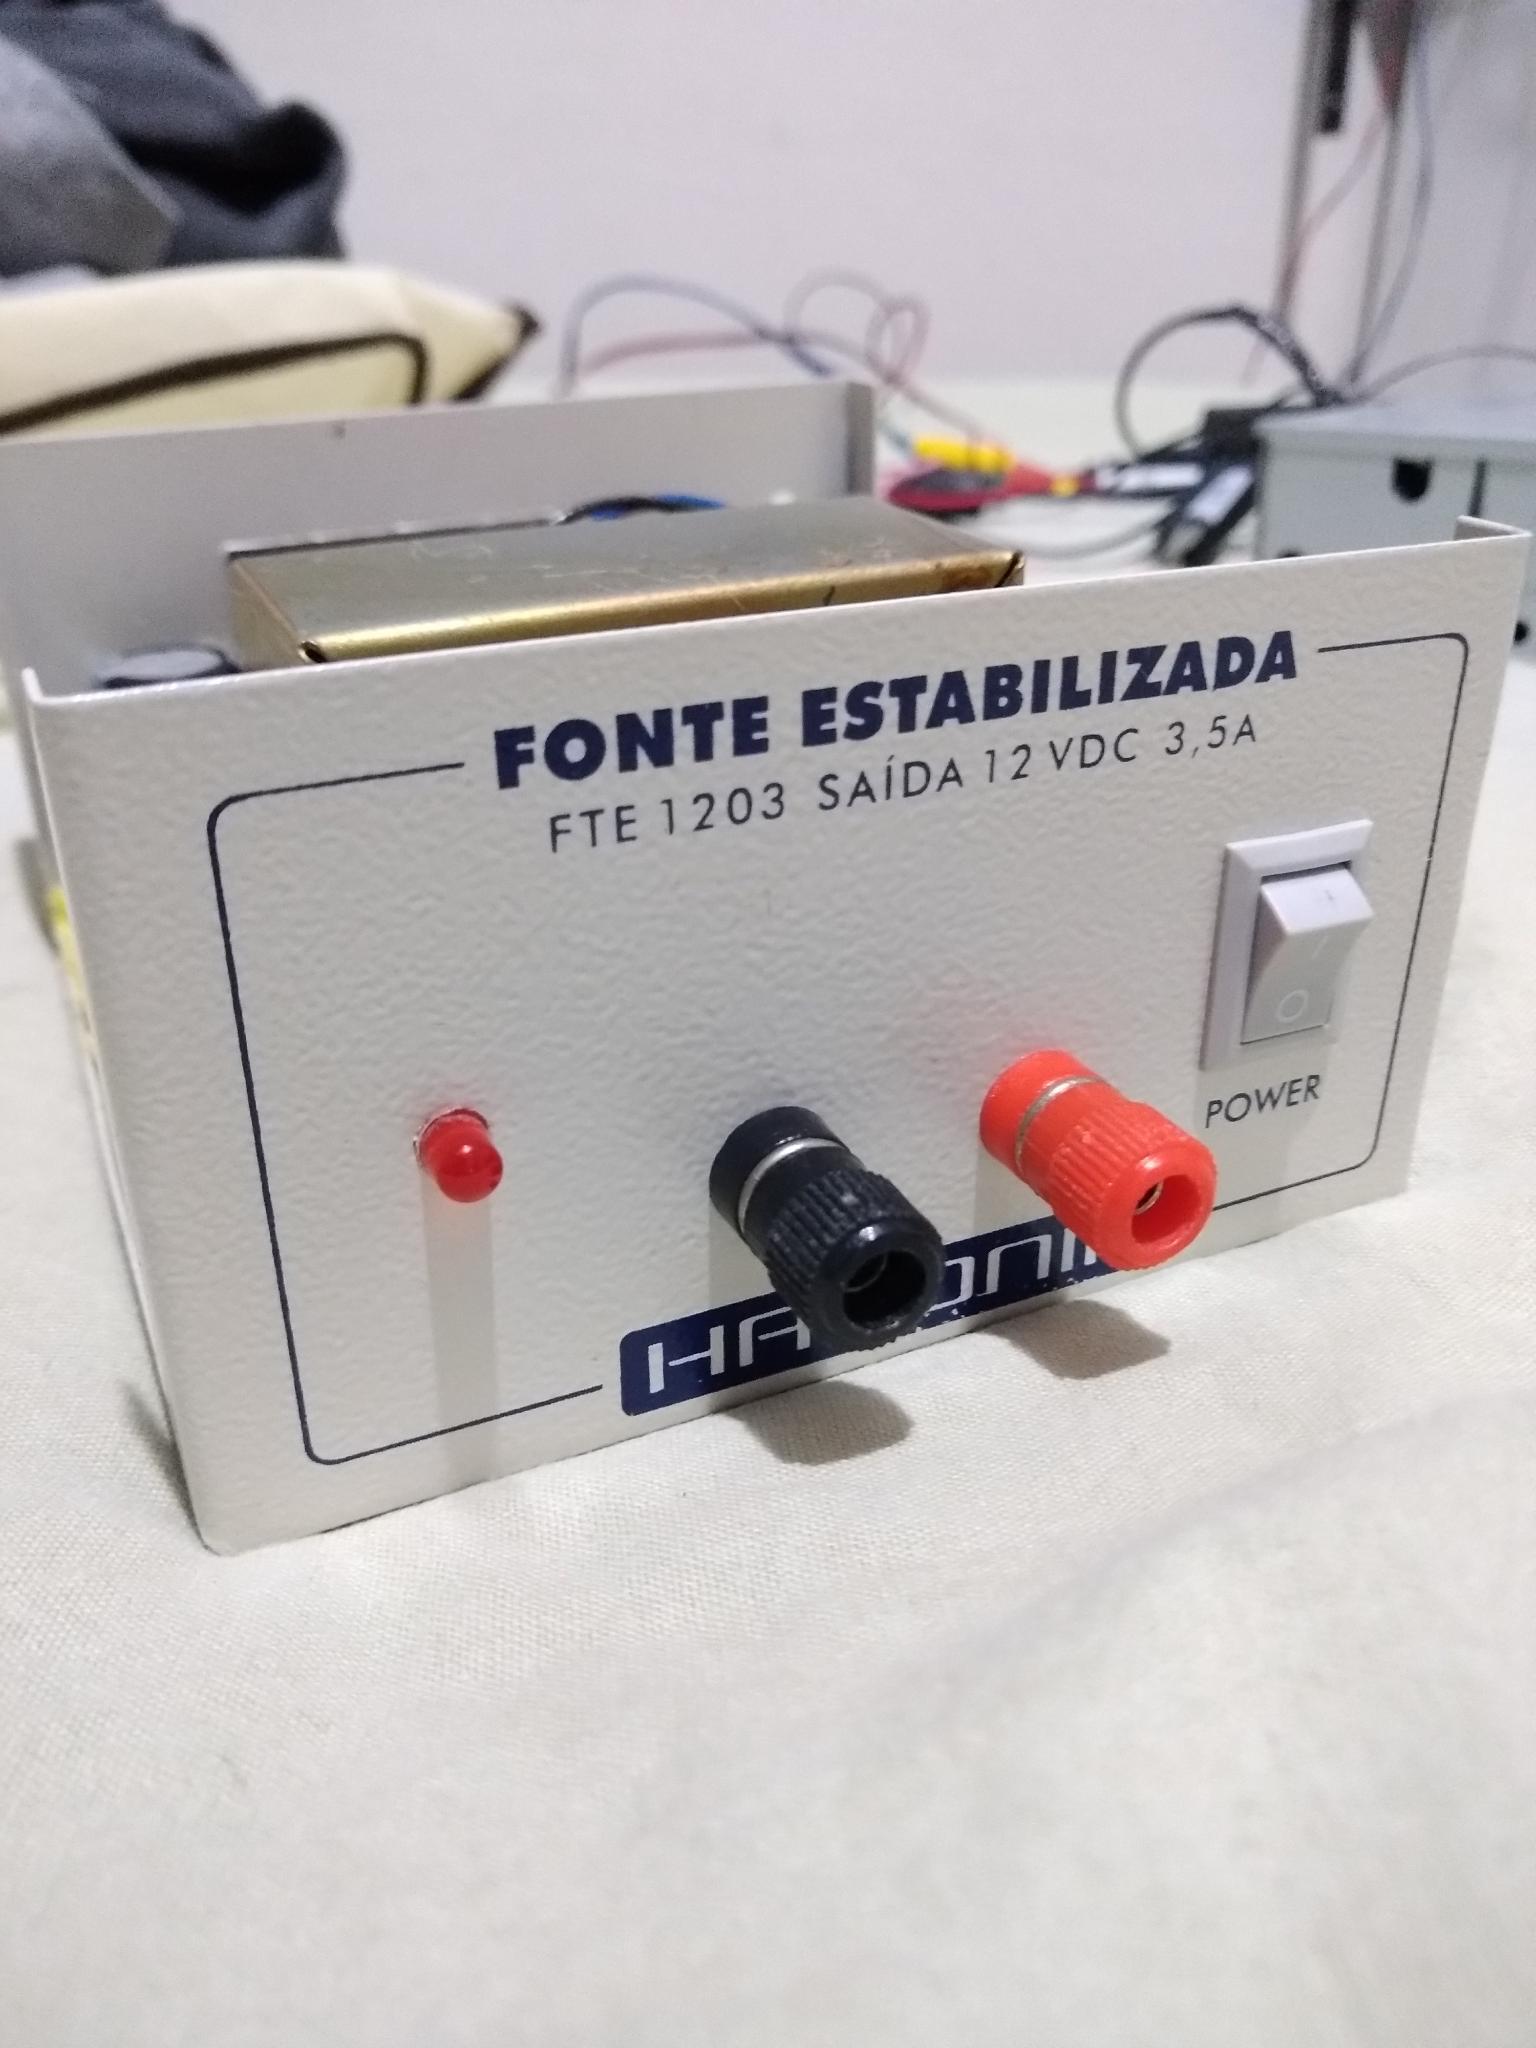 FONTE ESTABILIZADA
FTE 1203 SAÍDA 12 VDC 3,5A
POWER